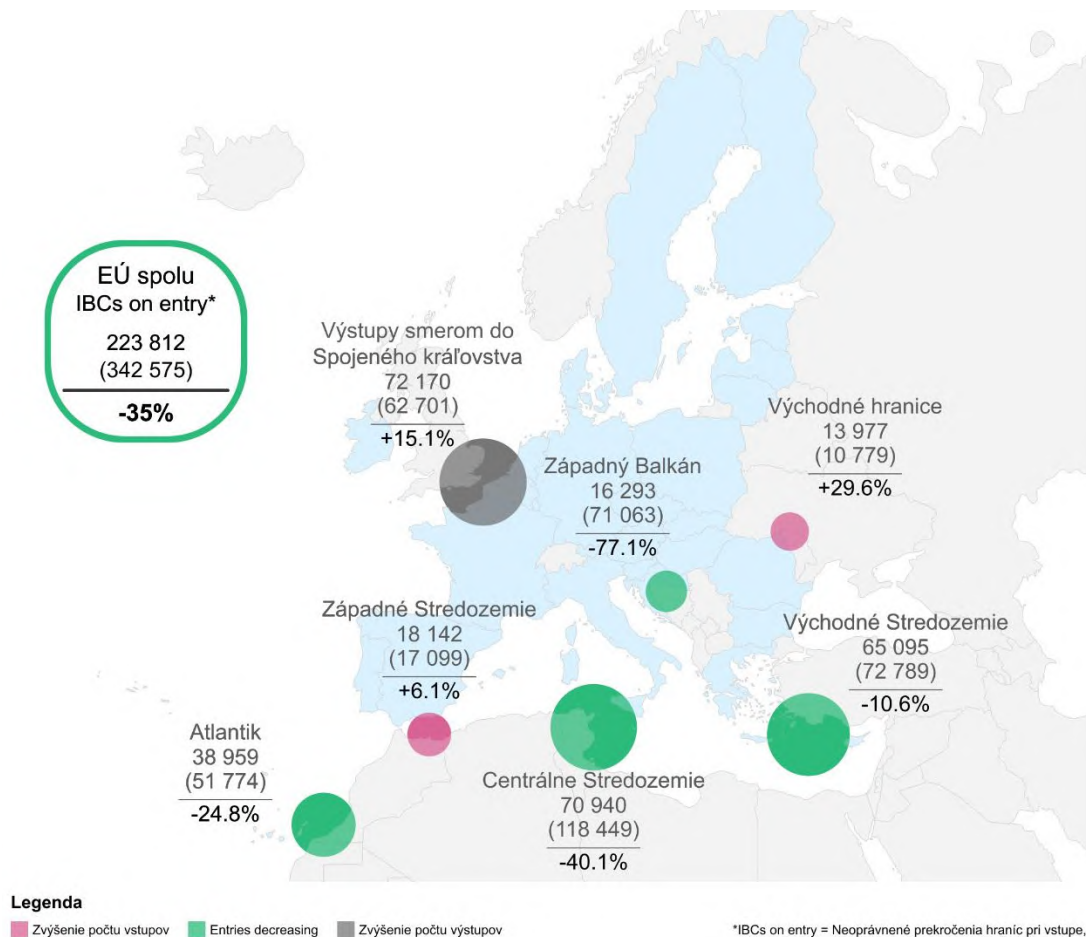 EÚ spolu
IBCs on entry*
223 812
(342 575)
-35%
Výstupy smerom do
Spojeného kráľovstva
72 170
(62 701)
+15.1%
Východné hranice
13 977
(10 779)
+29.6%
Západný Balkán
16 293
(71 063)
-77.1%
Západné Stredozemie
18 142
(17 099)
+6.1%
Východné Stredozemie
65 095
(72 789)
-10.6%
Atlantik
38 959
(51 774)
-24.8%
Centrálne Stredozemie
70 940
(118 449)
-40.1%
Legenda
Zvýšenie počtu vstupov
Entries decreasing
Zvýšenie počtu výstupov
*IBCs on entry = Neoprávnené prekročenia hraníc pri vstupe,